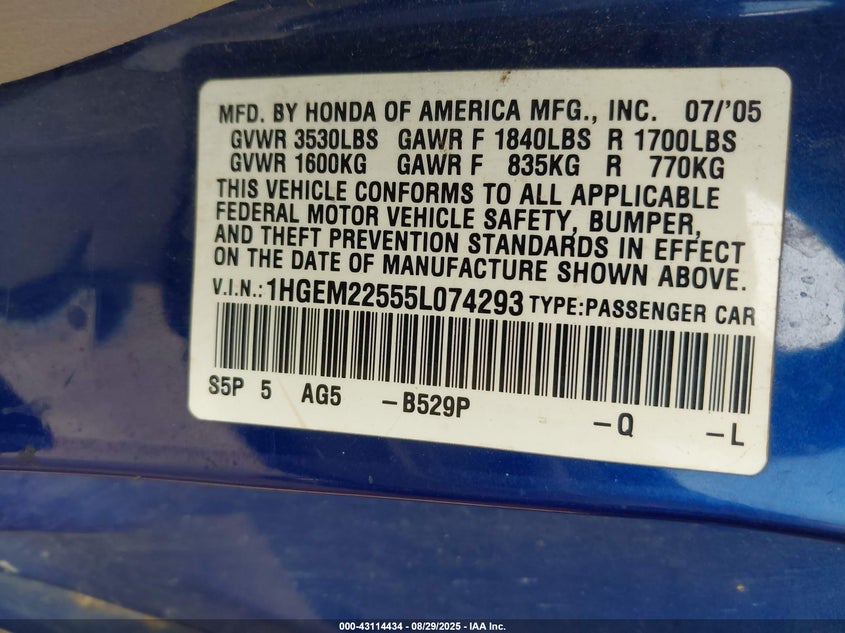 MFD. BY HONDA OF AMERICA MFG., INC. 07/'05
GVWR 3530LBS GAWR F 1840LBS R 1700LBS
GVWR 1600KG GAWR F 835KG R 770KG
THIS VEHICLE CONFORMS TO ALL APPLICABLE
FEDERAL MOTOR VEHICLE SAFETY, BUMPER,
AND THEFT PREVENTION STANDARDS IN EFFECT
ON THE DATE OF MANUFACTURE SHOWN ABOVE.
V.I.N.: 1HGEM22555L074293 TYPE:PASSENGER CAR
S5P 5 AG5 -B529P -Q -L
000-43114434 - 08/29/2025 - IAA Inc.